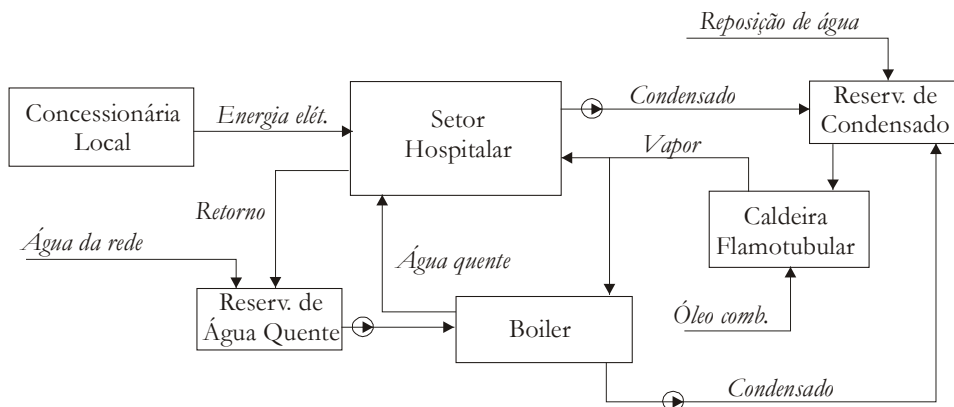 Reposição de água
Concessionária
Local
Energia elét.
Setor
Hospitalar
Condensado
Reserv. de
Condensado
Vapor
Retorno
Caldeira
Flamotubular
Água da rede
Água quente
Reserv. de
Água Quente
Boiler
Óleo comb.
Condensado